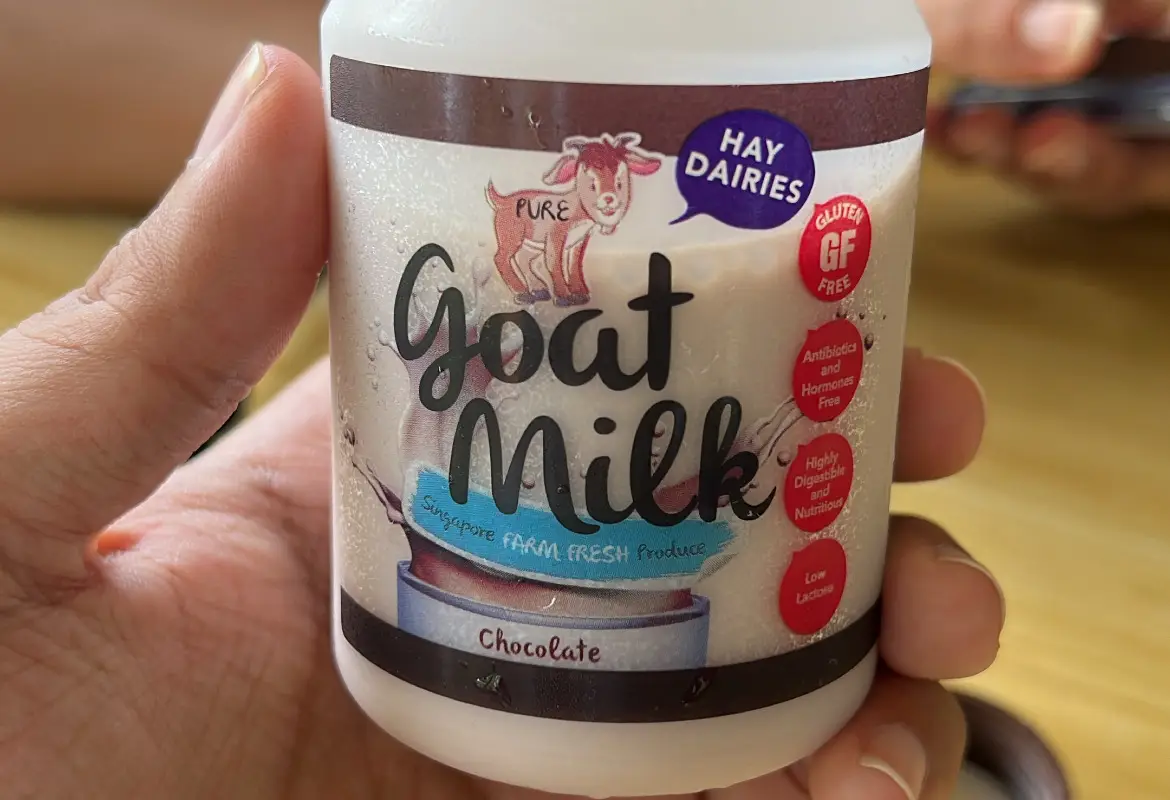 HAY
DAIRIES
PURE
Goat
Milk
Singapore FARM FRESH Produce
Chocolate
GLUTEN
GF
FREE
Antibiotics
and
Hormones
Free
Highly
Digestible
and
Nutritious
Low
Lactose